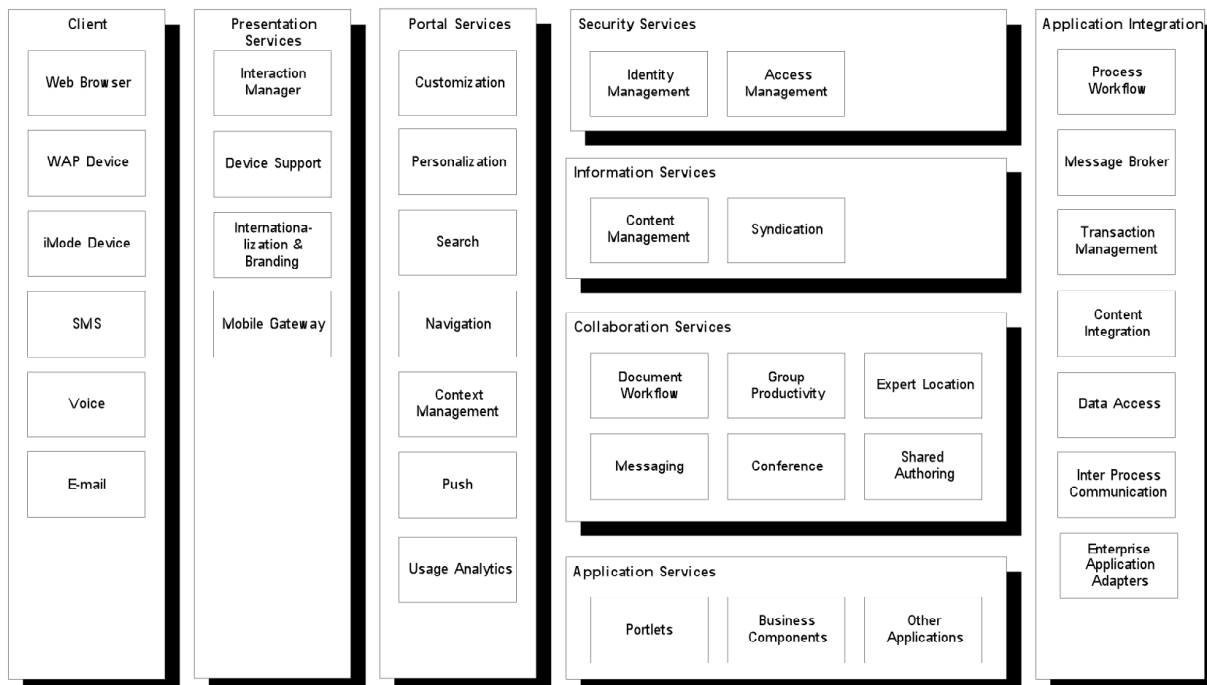 Client
Web Browser
WAP Device
iMode Device
SMS
Voice
E-mail
Presentation
Services
Interaction
Manager
Device Support
Internationa-
lization &
Branding
Mobile Gateway
Portal Services
Customization
Personalization
Search
Navigation
Context
Management
Push
Usage Analytics
Security Services
Identity
Management
Access
Management
Information Services
Content
Management
Syndication
Collaboration Services
Document
Workflow
Group
Productivity
Expert Location
Messaging
Conference
Shared
Authoring
Application Services
Portlets
Business
Components
Other
Applications
Application Integration
Process
Workflow
Message Broker
Transaction
Management
Content
Integration
Data Access
Inter Process
Communication
Enterprise
Application
Adapters